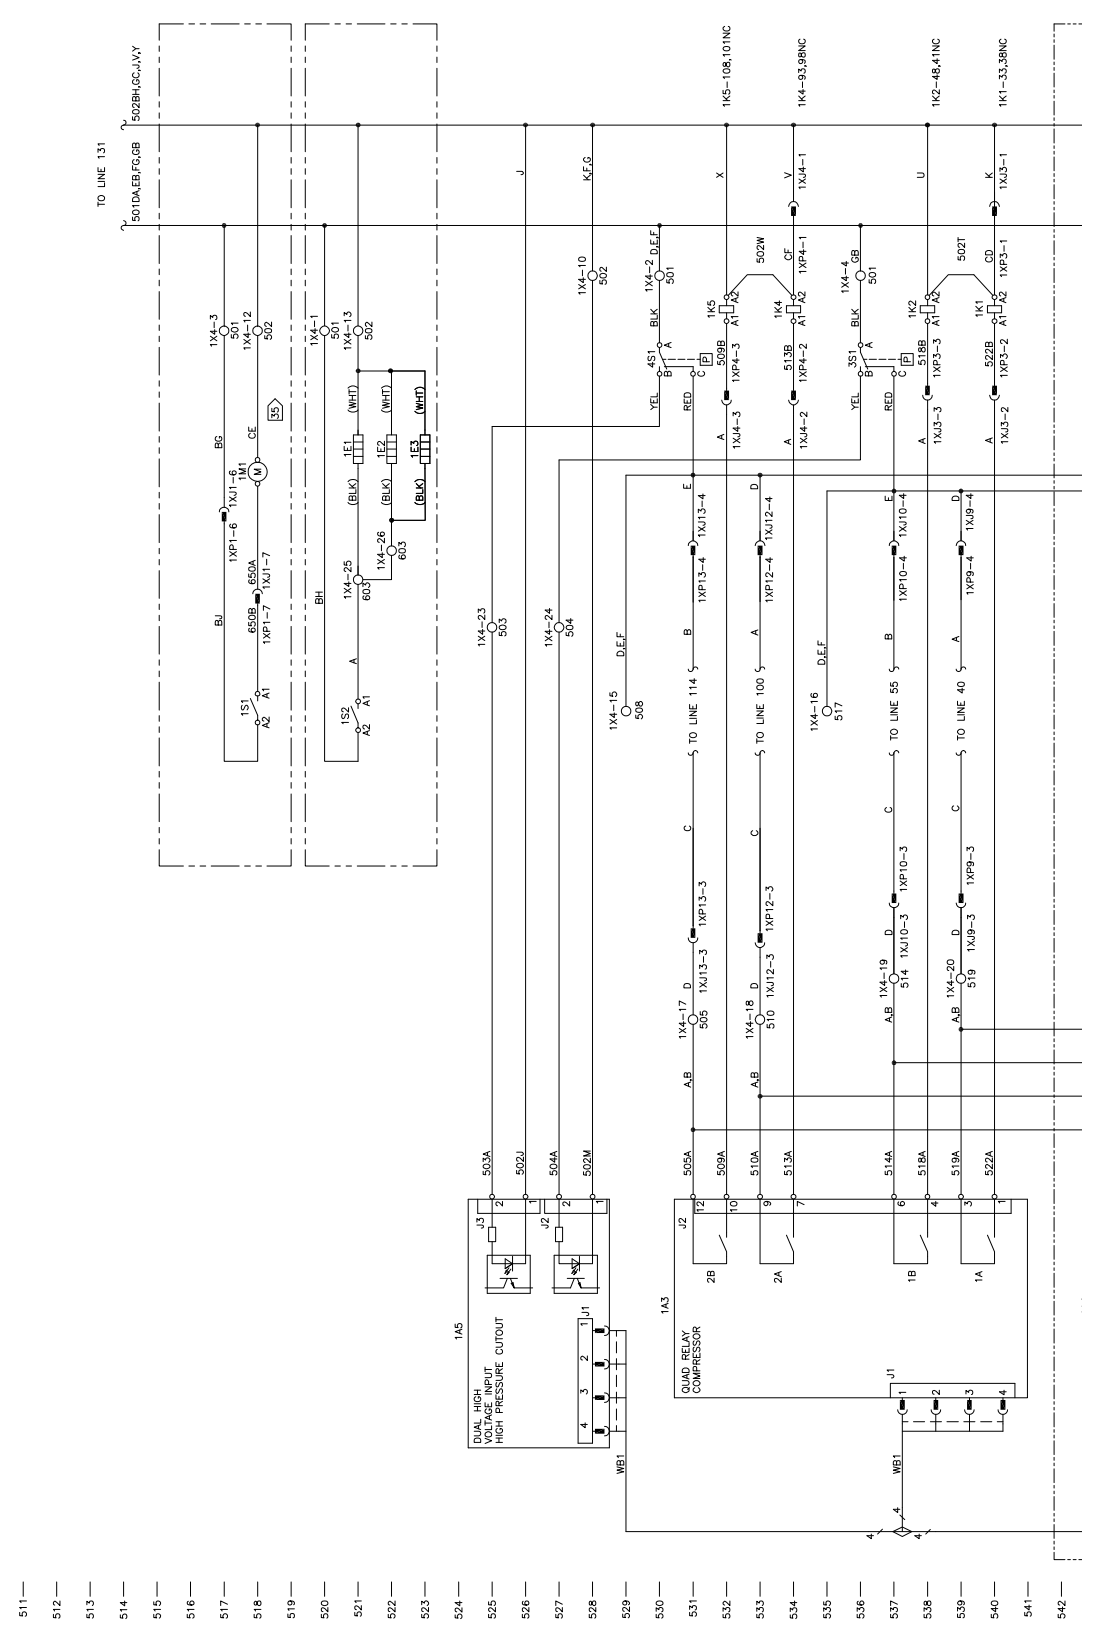 TO LINE 131
502BH,GC,J,V,Y
501DA,EB,FG,GB
1K5-108,101NC
1K4-93,98NC
1K2-48,41NC
1K1-33,38NC
J
K,F,G
X
V
1XJ4-1
U
K
1XJ3-1
1X4-3
501
1X4-12
502
1X4-1
501
1X4-13
502
1X4-10
502
1X4-2
D,E,F
501
502W
CF
1XP4-1
1X4-4
GB
501
502T
CD
1XP3-1
BG
CE
35
1XJ1-6
1M1
M
1XP1-6
650A
1XJ1-7
650B
1XP1-7
BJ
1S1
A1
A2
(WHT)
(WHT)
(WHT)
1E1
1E2
1E3
(BLK)
(BLK)
(BLK)
1X4-26
603
1X4-25
603
BH
A
1S2
A1
A2
BLK
4S1
A
B
C
P
YEL
RED
1K5
A2
A1
509B
1XP4-3
A
1XJ4-3
1K4
A2
A1
513B
1XP4-2
A
1XJ4-2
BLK
3S1
A
B
C
P
YEL
RED
1K2
A2
A1
518B
1XP3-3
A
1XJ3-3
1K1
A2
A1
522B
1XP3-2
A
1XJ3-2
1X4-23
503
1X4-24
504
D,E,F
1X4-15
508
E
1XJ13-4
1XP13-4
B
TO LINE 114
D
1XJ12-4
1XP12-4
A
TO LINE 100
D,E,F
1X4-16
517
E
1XJ10-4
1XP10-4
B
TO LINE 55
D
1XJ9-4
1XP9-4
A
TO LINE 40
C
1XP13-3
D
1XJ13-3
1X4-17
505
A,B
C
1XP12-3
D
1XJ12-3
1X4-18
510
A,B
C
1XP10-3
D
1XJ10-3
1X4-19
514
A,B
C
1XP9-3
D
1XJ9-3
1X4-20
519
A,B
503A
502J
504A
502M
505A
509A
510A
513A
514A
518A
519A
522A
J3
2
1
J2
2
1
1A5
DUAL HIGH
VOLTAGE INPUT
HIGH PRESSURE CUTOUT
J1
1
2
3
4
WB1
J2
12
10
9
7
6
4
3
1
2B
2A
1B
1A
1A3
QUAD RELAY
COMPRESSOR
J1
1
2
3
4
WB1
4
4
4
511
512
513
514
515
516
517
518
519
520
521
522
523
524
525
526
527
528
529
530
531
532
533
534
535
536
537
538
539
540
541
542